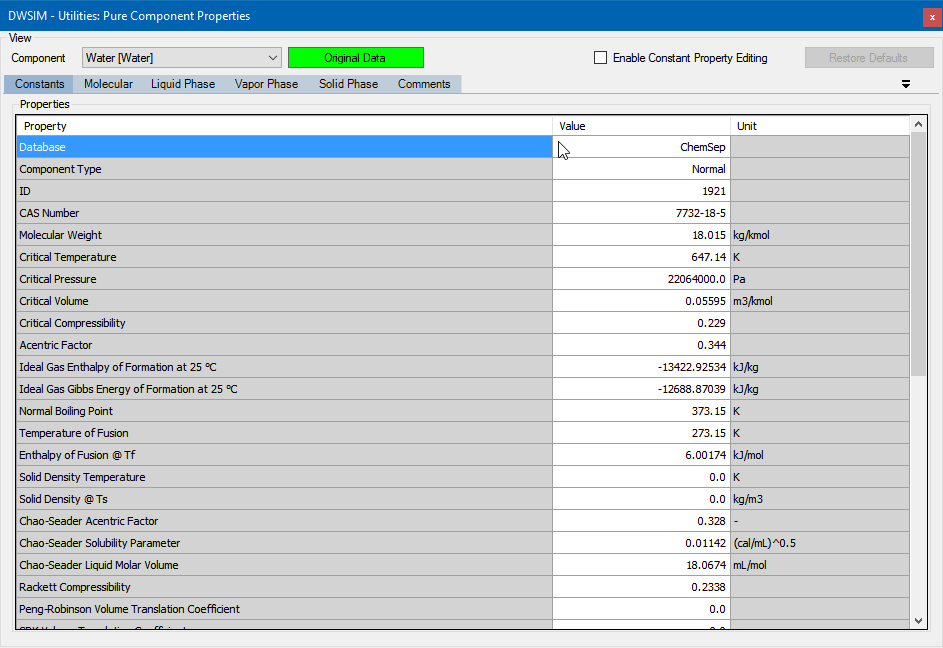 DWSIM - Utilities: Pure Component Properties
x
View
Component Water [Water] Original Data Enable Constant Property Editing Restore Defaults
Constants Molecular Liquid Phase Vapor Phase Solid Phase Comments
Properties
Property Value Unit
Database ChemSep
Component Type Normal
ID 1921
CAS Number 7732-18-5
Molecular Weight 18.015 kg/kmol
Critical Temperature 647.14 K
Critical Pressure 22064000.0 Pa
Critical Volume 0.05595 m3/kmol
Critical Compressibility 0.229
Acentric Factor 0.344
Ideal Gas Enthalpy of Formation at 25 ºC -13422.92534 kJ/kg
Ideal Gas Gibbs Energy of Formation at 25 ºC -12688.87039 kJ/kg
Normal Boiling Point 373.15 K
Temperature of Fusion 273.15 K
Enthalpy of Fusion @ Tf 6.00174 kJ/mol
Solid Density Temperature 0.0 K
Solid Density @ Ts 0.0 kg/m3
Chao-Seader Acentric Factor 0.328 -
Chao-Seader Solubility Parameter 0.01142 (cal/mL)^0.5
Chao-Seader Liquid Molar Volume 18.0674 mL/mol
Rackett Compressibility 0.2338
Peng-Robinson Volume Translation Coefficient 0.0